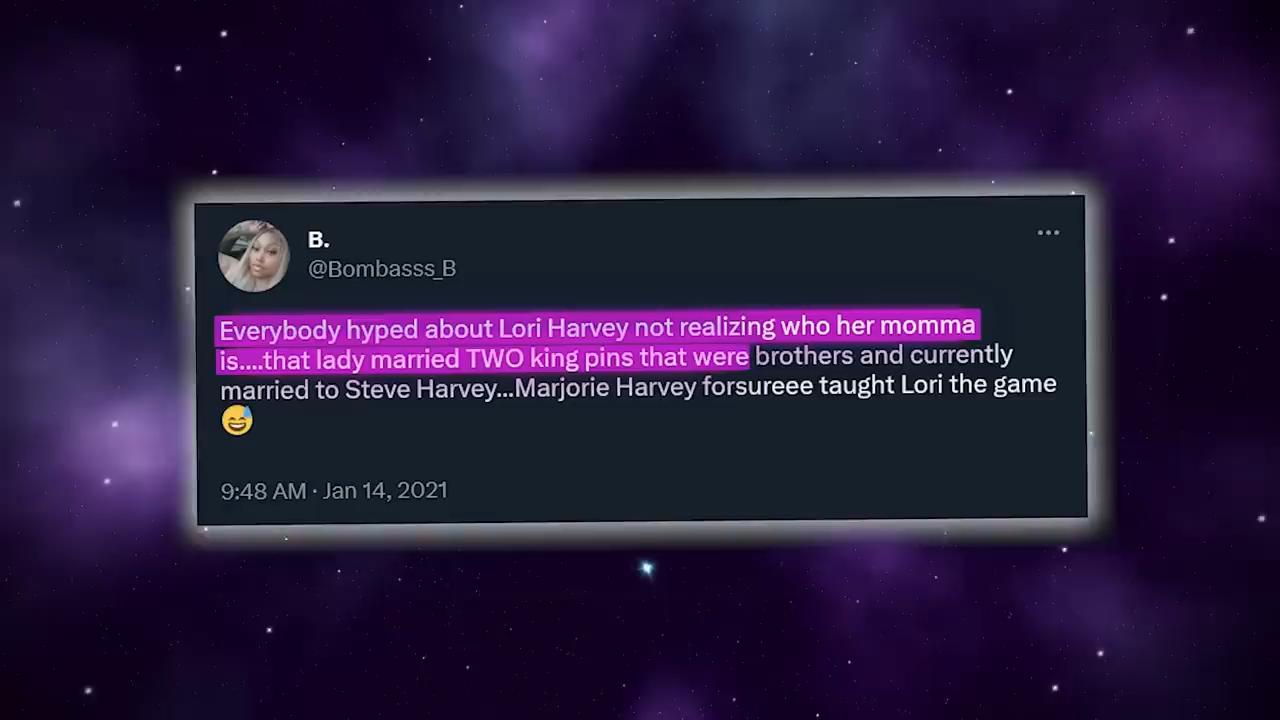 B.
@Bombasss_B
Everybody hyped about Lori Harvey not realizing who her momma
is....that lady married TWO king pins that were brothers and currently
married to Steve Harvey...Marjorie Harvey forsureee taught Lori the game
😅
9:48 AM · Jan 14, 2021